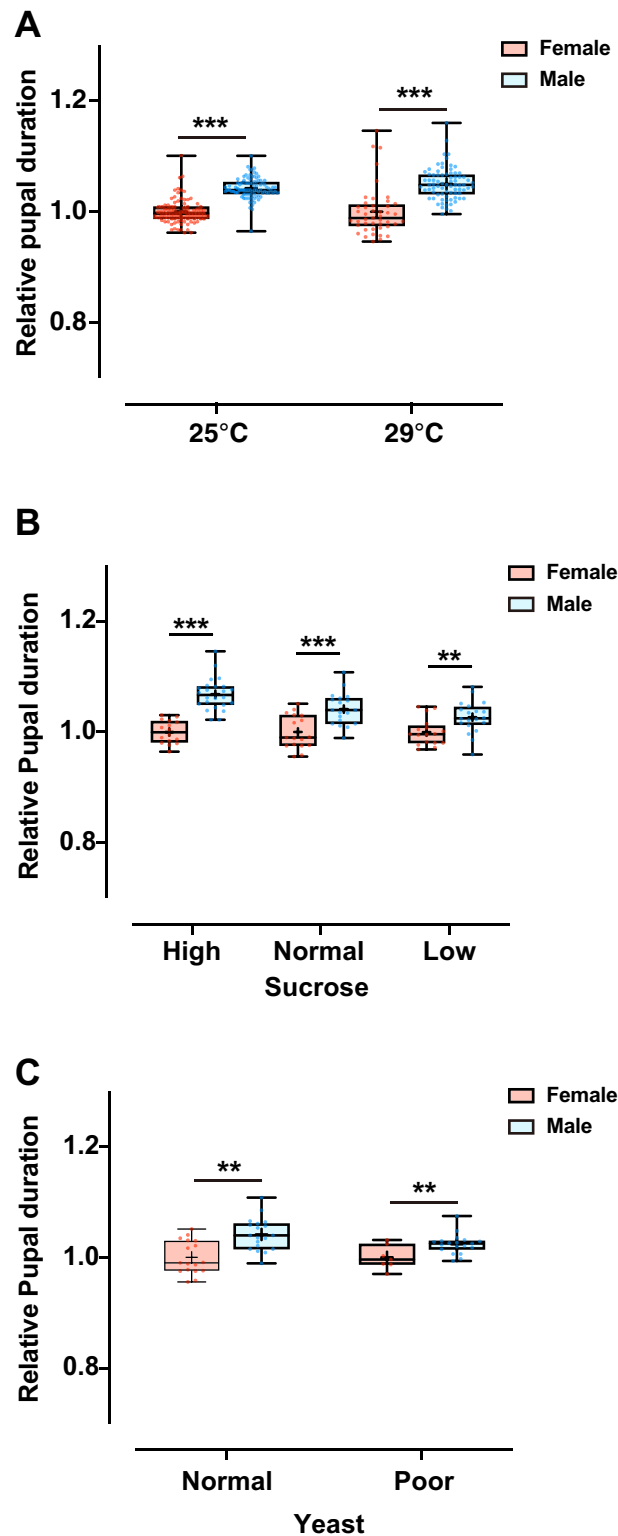 A
Female
Male
Relative pupal duration
1.2
1.0
0.8
***
***
25°C
29°C
B
Female
Male
Relative Pupal duration
1.2
1.0
0.8
***
***
**
High
Normal
Low
Sucrose
C
Female
Male
Relative Pupal duration
1.2
1.0
0.8
**
**
Normal
Poor
Yeast